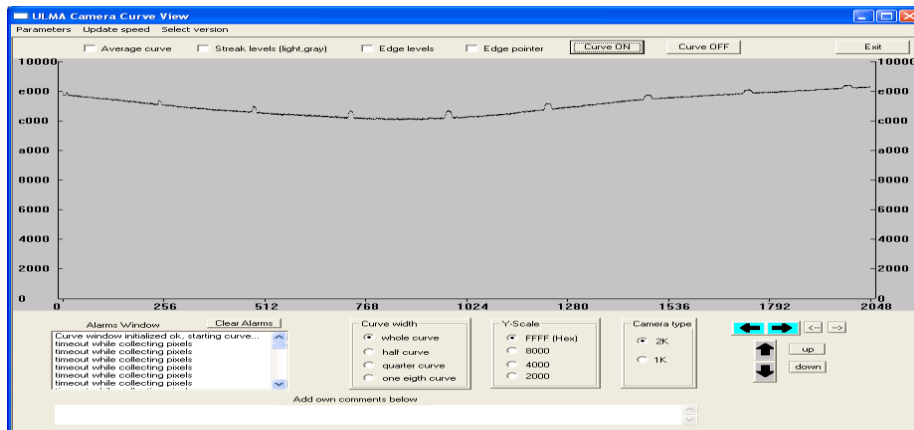 ULMA Camera Curve View
Parameters Update speed Select version
Average curve Streak levels (light,gray) Edge levels Edge pointer Curve ON Curve OFF Exit
10000 10000
e000 e000
c000 c000
a000 a000
8000 8000
6000 6000
4000 4000
2000 2000
0 0
0 256 512 768 1024 1280 1536 1792 2048
Alarms Window Clear Alarms
Curve window initialized ok, starting curve...
timeout while collecting pixels
timeout while collecting pixels
timeout while collecting pixels
timeout while collecting pixels
timeout while collecting pixels
Curve width
whole curve
half curve
quarter curve
one eigth curve
Y-Scale
FFFF (Hex)
8000
4000
2000
Camera type
2K
1K
<-- -->
up
down
Add own comments below